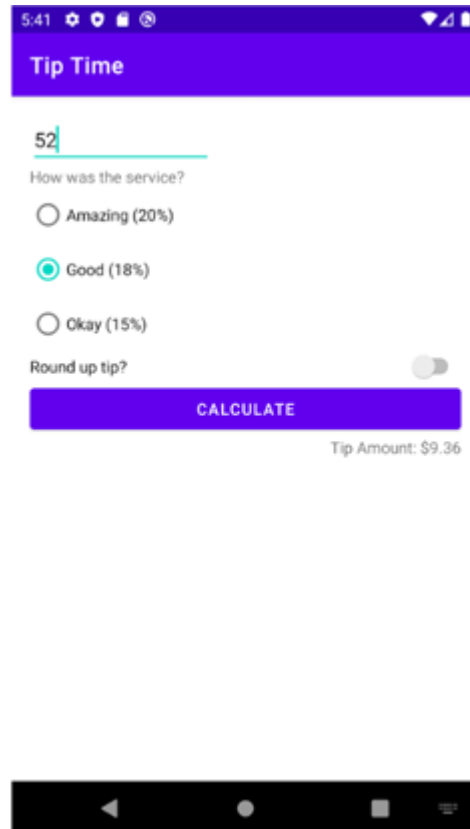 5:41
Tip Time
52
How was the service?
Amazing (20%)
Good (18%)
Okay (15%)
Round up tip?
CALCULATE
Tip Amount: $9.36